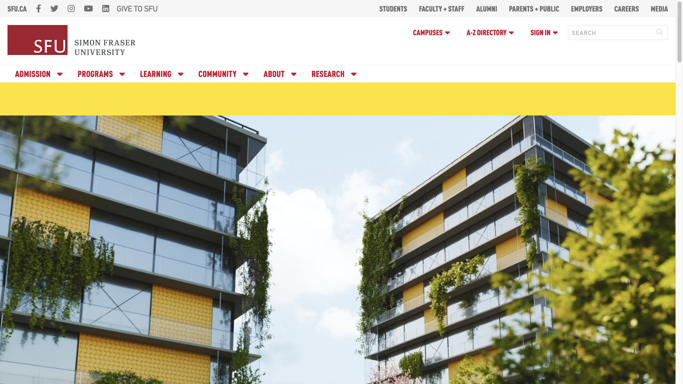 SFU.CA GIVE TO SFU STUDENTS FACULTY + STAFF ALUMNI PARENTS + PUBLIC EMPLOYERS CAREERS MEDIA
SFU SIMON FRASER
UNIVERSITY
CAMPUSES A-Z DIRECTORY SIGN IN SEARCH
ADMISSION PROGRAMS LEARNING COMMUNITY ABOUT RESEARCH